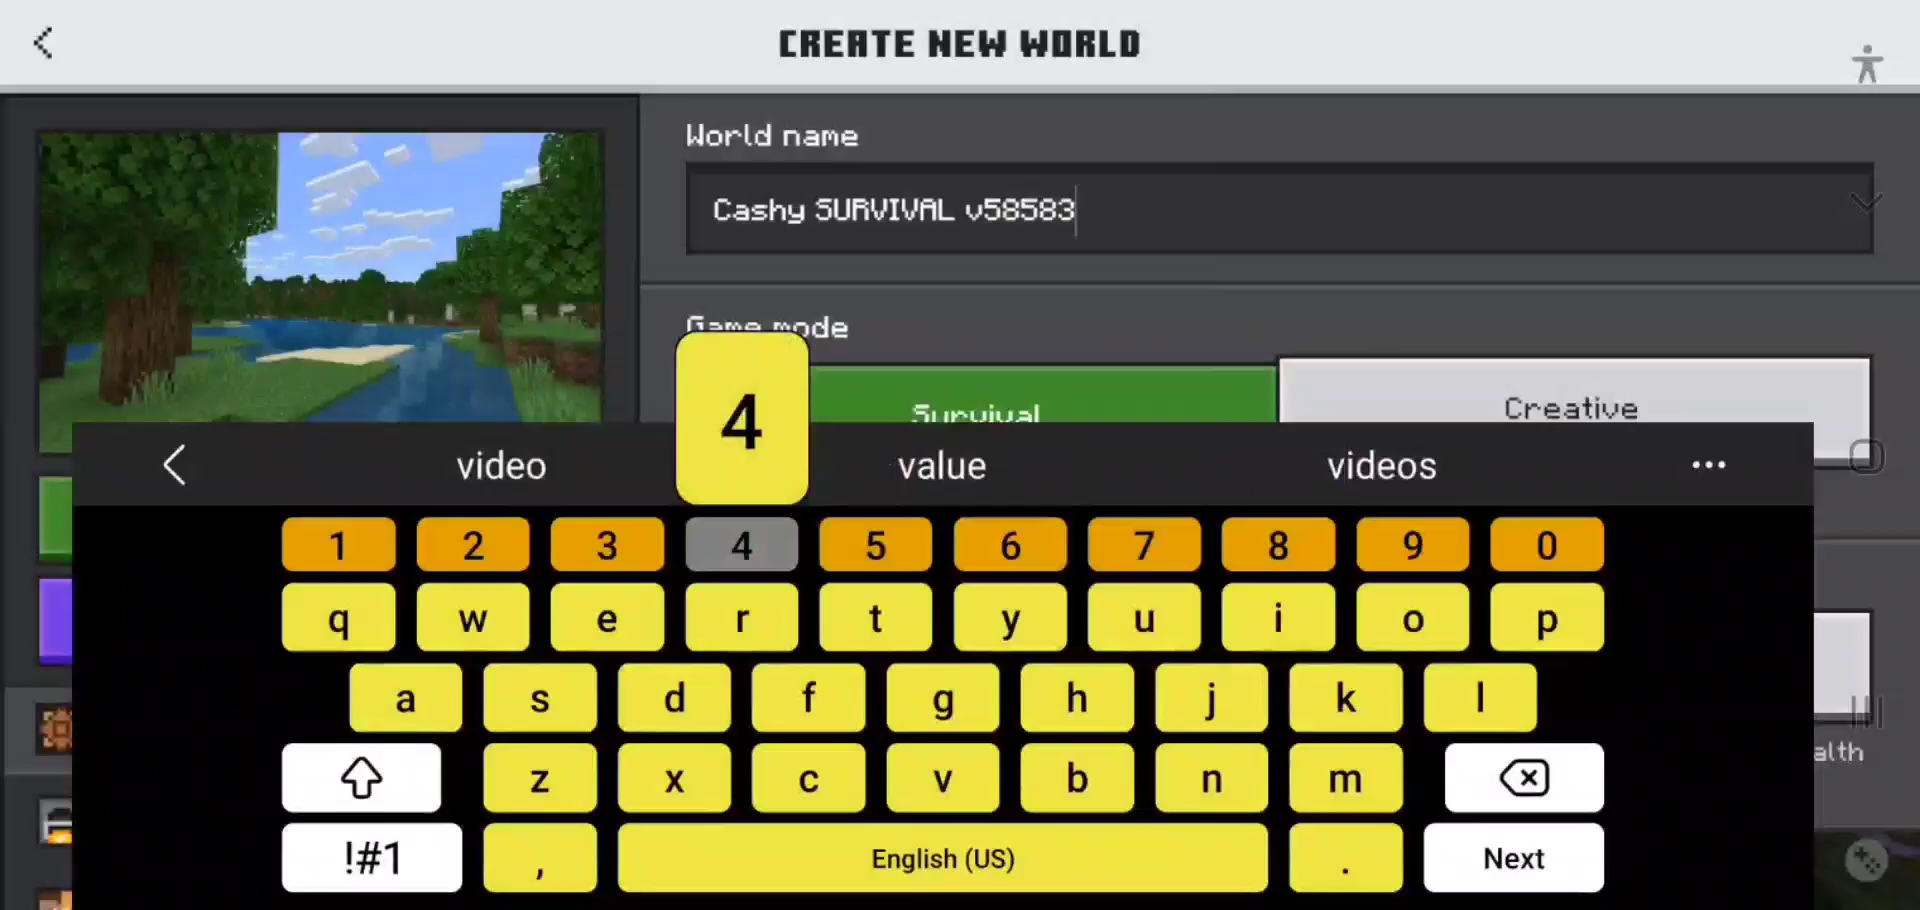 CREATE NEW WORLD
World name
Cashy SURVIVAL v58583
Game mode
Survival
Creative
4
video
value
videos
1 2 3 4 5 6 7 8 9 0
q w e r t y u i o p
a s d f g h j k l
z x c v b n m
!#1 , English (US) . Next
alth